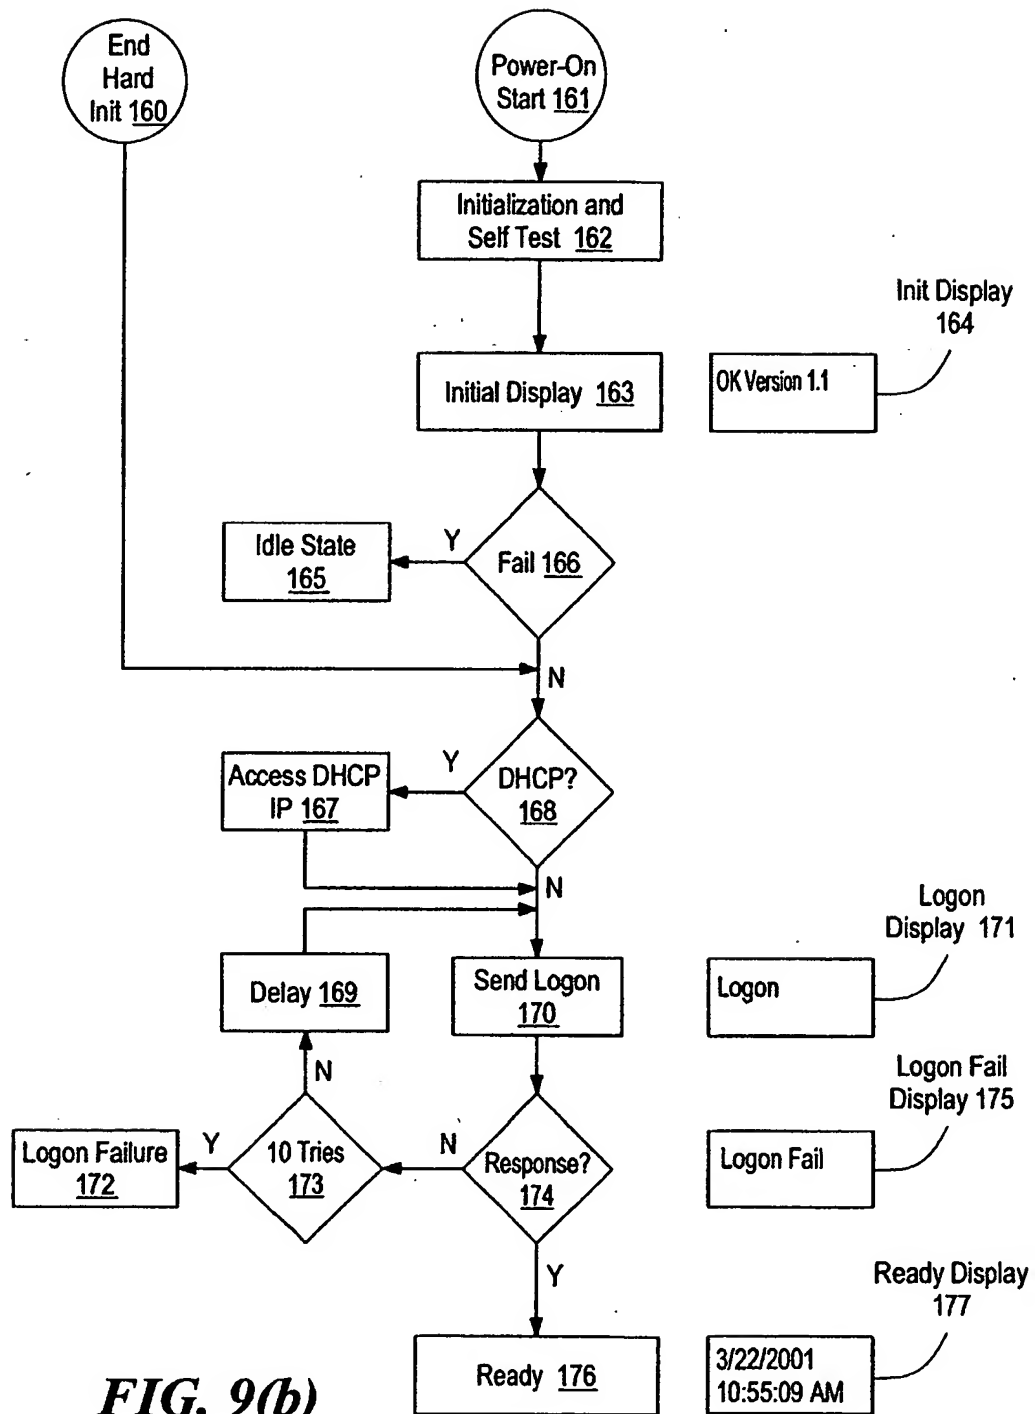 End
Hard
Init 160
Power-On
Start 161
Initialization and
Self Test 162
Init Display
164
Initial Display 163
OK Version 1.1
Idle State
165
Y
Fail 166
N
Access DHCP
IP 167
Y
DHCP?
168
N
Logon
Display 171
Delay 169
Send Logon
170
Logon
N
Logon Fail
Display 175
Logon Failure
172
Y
10 Tries
173
N
Response?
174
Logon Fail
Y
Ready Display
177
Ready 176
3/22/2001
10:55:09 AM
FIG. 9(b)